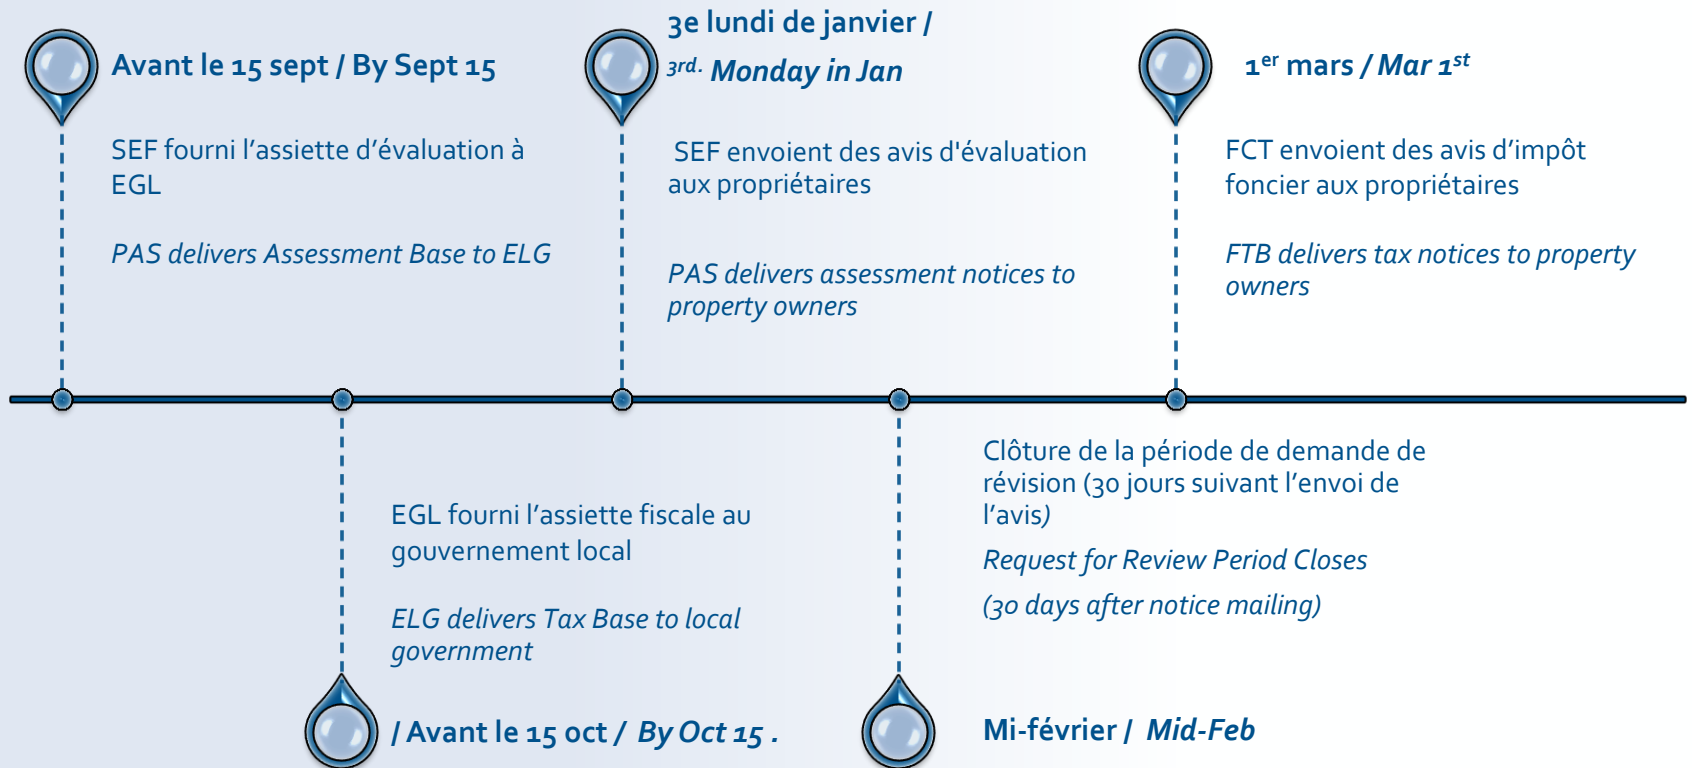 Avant le 15 sept / By Sept 15
SEF fourni l’assiette d’évaluation à
EGL
PAS delivers Assessment Base to ELG
3e lundi de janvier /
3rd. Monday in Jan
SEF envoient des avis d'évaluation
aux propriétaires
PAS delivers assessment notices to
property owners
1er mars / Mar 1st
FCT envoient des avis d’impôt
foncier aux propriétaires
FTB delivers tax notices to property
owners
EGL fourni l’assiette fiscale au
gouvernement local
ELG delivers Tax Base to local
government
/ Avant le 15 oct / By Oct 15 .
Clôture de la période de demande de
révision (30 jours suivant l’envoi de
l’avis)
Request for Review Period Closes
(30 days after notice mailing)
Mi-février / Mid-Feb